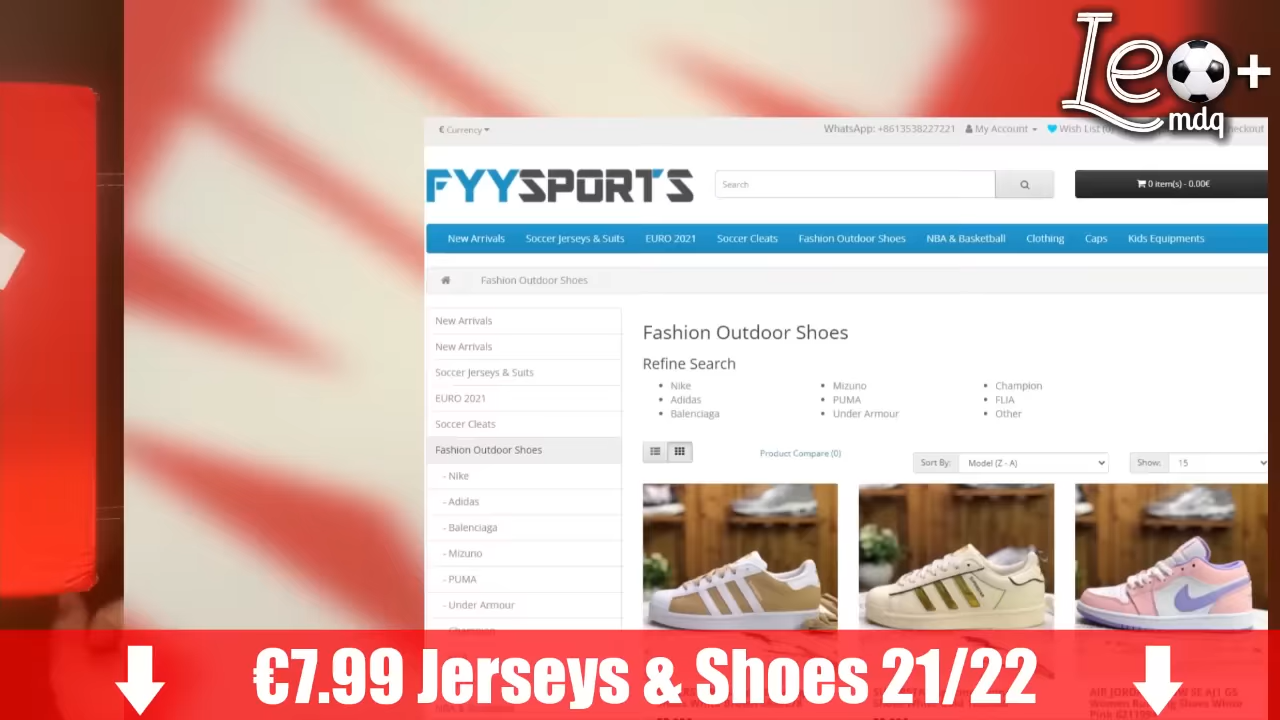 Leo+
mdq
€ Currency
WhatsApp: +8613538227221 My Account Wish List (0)
FYYSPORTS
Search
0 item(s) - 0.00€
New Arrivals Soccer Jerseys & Suits EURO 2021 Soccer Cleats Fashion Outdoor Shoes NBA & Basketball Clothing Caps Kids Equipments
Fashion Outdoor Shoes
New Arrivals
New Arrivals
Soccer Jerseys & Suits
EURO 2021
Soccer Cleats
Fashion Outdoor Shoes
- Nike
- Adidas
- Balenciaga
- Mizuno
- PUMA
- Under Armour
Fashion Outdoor Shoes
Refine Search
Nike Mizuno Champion
Adidas PUMA FLIA
Balenciaga Under Armour Other
Product Compare (0)
Sort By: Model (Z - A) Show: 15
€7.99 Jerseys & Shoes 21/22